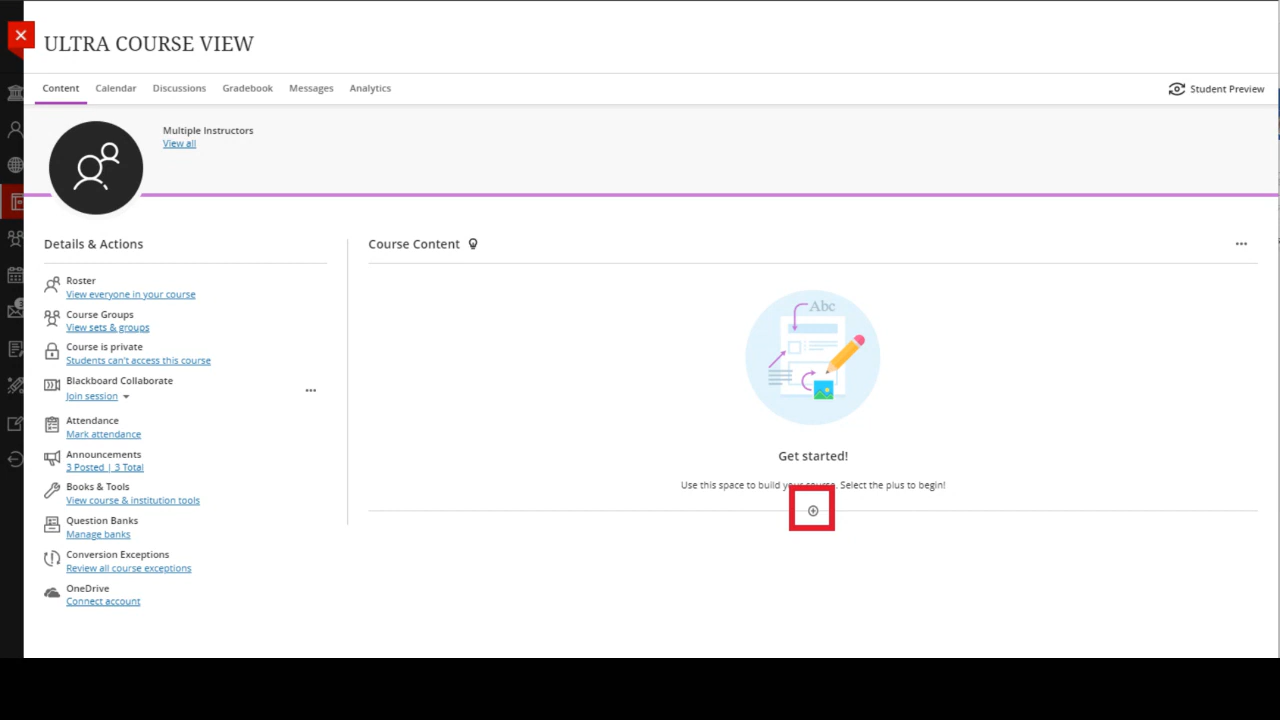 ULTRA COURSE VIEW
Content Calendar Discussions Gradebook Messages Analytics Student Preview
Multiple Instructors
View all
Details & Actions
Roster
View everyone in your course
Course Groups
View sets & groups
Course is private
Students can't access this course
Blackboard Collaborate
Join session
Attendance
Mark attendance
Announcements
3 Posted | 3 Total
Books & Tools
View course & institution tools
Question Banks
Manage banks
Conversion Exceptions
Review all course exceptions
OneDrive
Connect account
Course Content
Abc
Get started!
Use this space to build your course. Select the plus to begin!